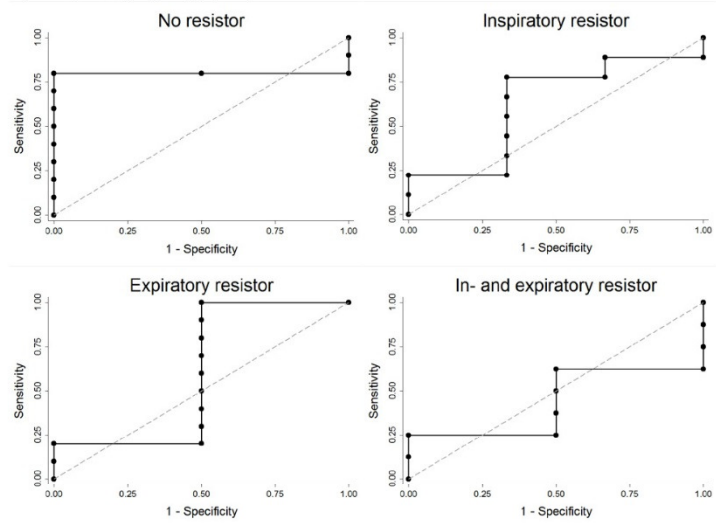 No resistor
Sensitivity
1.00
0.75
0.50
0.25
0.00
0.00 0.25 0.50 0.75 1.00
1 - Specificity
Inspiratory resistor
Sensitivity
1.00
0.75
0.50
0.25
0.00
0.00 0.25 0.50 0.75 1.00
1 - Specificity
Expiratory resistor
Sensitivity
1.00
0.75
0.50
0.25
0.00
0.00 0.25 0.50 0.75 1.00
1 - Specificity
In- and expiratory resistor
Sensitivity
1.00
0.75
0.50
0.25
0.00
0.00 0.25 0.50 0.75 1.00
1 - Specificity